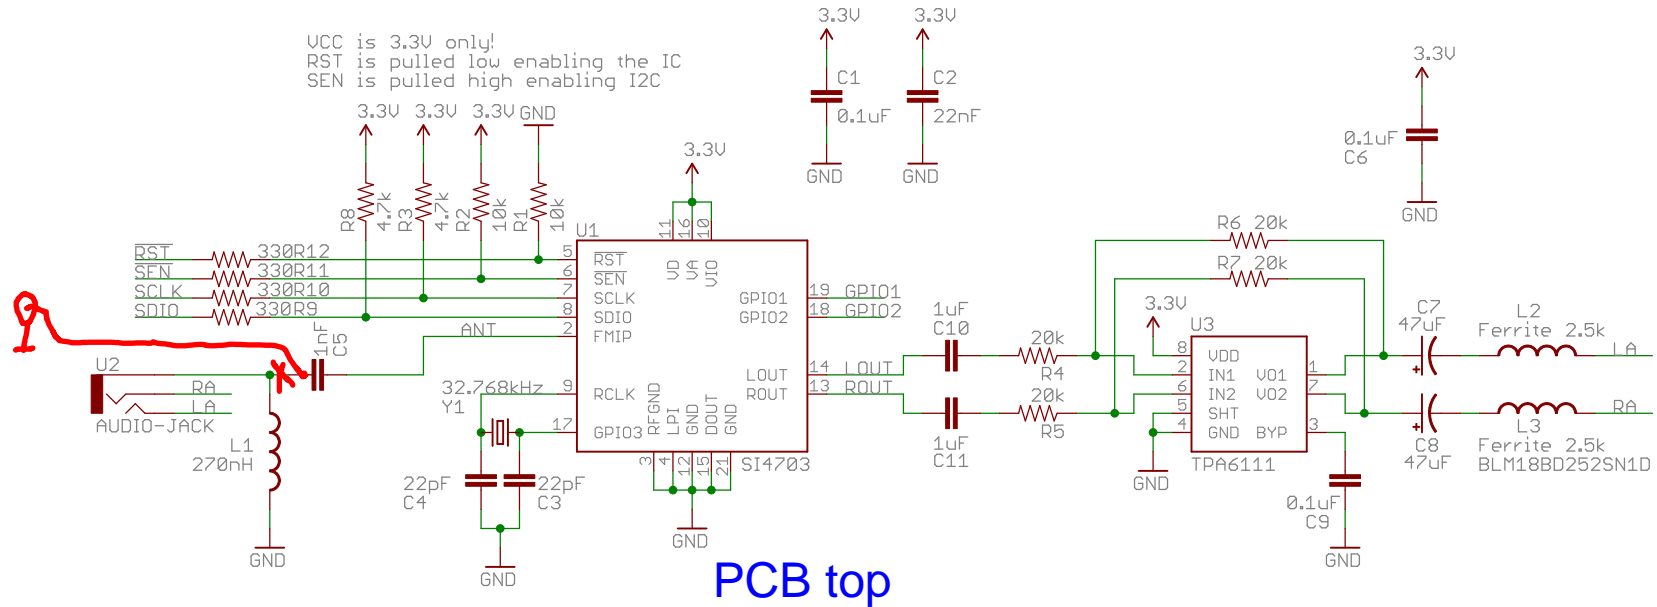 VCC is 3.3V only!
RST is pulled low enabling the IC
SEN is pulled high enabling I2C
3.3V
3.3V
3.3V
GND
R8
4.7k
R3
4.7k
R2
10k
R1
10k
3.3V
C1
0.1uF
GND
3.3V
C2
22nF
GND
3.3V
0.1uF
C6
GND
3.3V
RST
330R12
SEN
330R11
SCLK
330R10
SDIO
330R9
1nF
C5
ANT
U2
RA
LA
AUDIO-JACK
L1
270nH
GND
32.768kHz
Y1
22pF
C4
22pF
C3
GND
U1
11
16
10
VD
VA
VIO
5
RST
6
SEN
7
SCLK
8
SDIO
2
FMIP
9
RCLK
17
GPIO3
GPIO1
19
GPIO1
GPIO2
18
GPIO2
LOUT
14
LOUT
ROUT
13
ROUT
RFGND
LPI
GND
DOUT
GND
3
4
12
15
21
SI4703
GND
1uF
C10
20k
R4
1uF
C11
20k
R5
R6 20k
R7 20k
3.3V
U3
8
VDD
2
IN1
6
IN2
5
SHT
4
GND
VO1
1
VO2
7
BYP
3
TPA6111
GND
0.1uF
C9
GND
C7
47uF
+
L2
Ferrite 2.5k
LA
+
C8
47uF
RA
L3
Ferrite 2.5k
BLM18BD252SN1D
PCB top